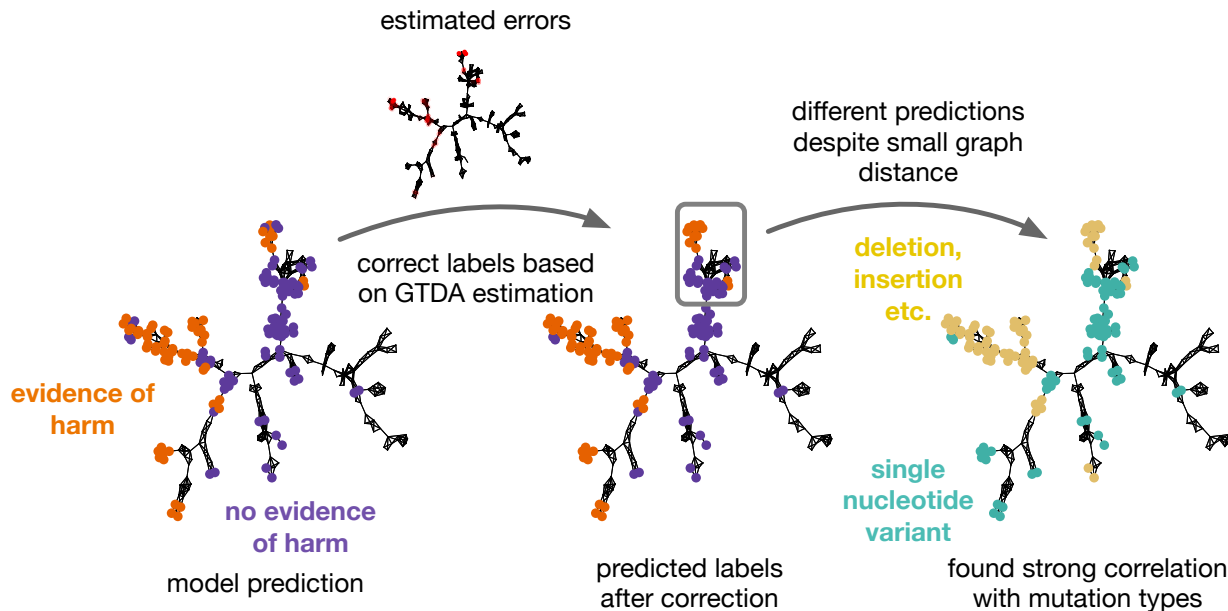 estimated errors
correct labels based
on GTDA estimation
different predictions
despite small graph
distance
deletion,
insertion
etc.
evidence of
harm
no evidence
of harm
single
nucleotide
variant
model prediction
predicted labels
after correction
found strong correlation
with mutation types